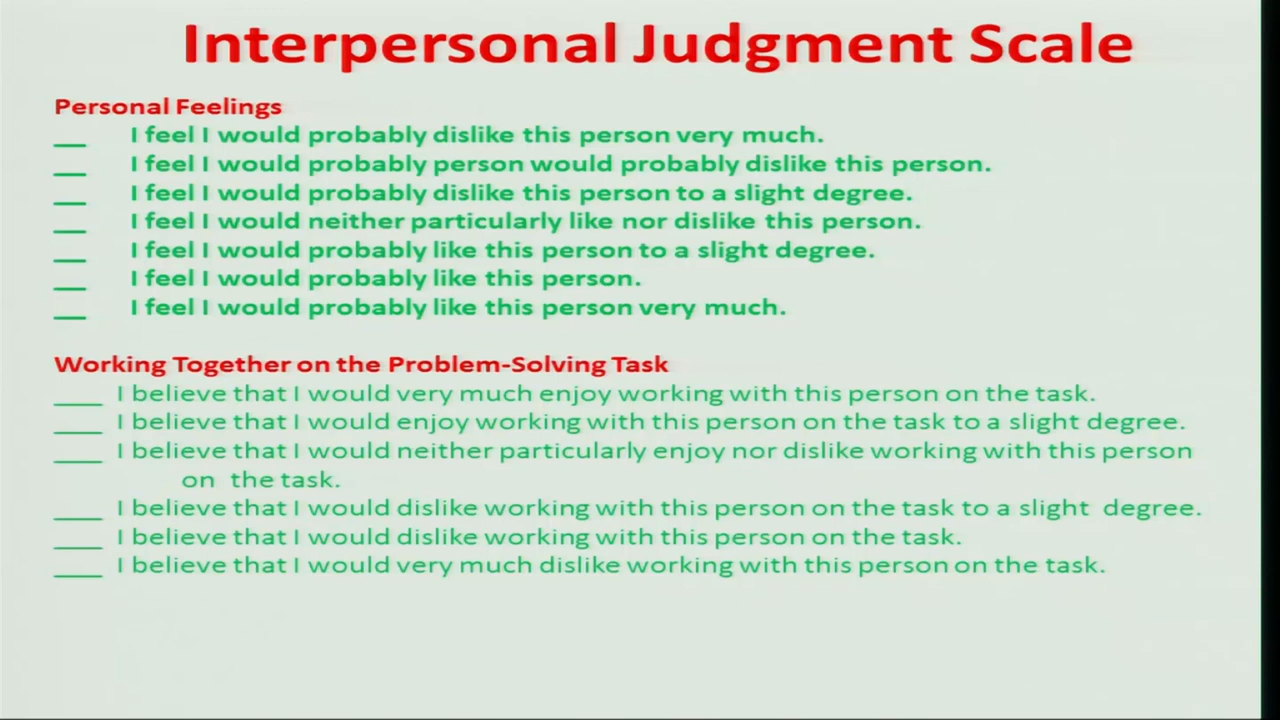 Interpersonal Judgment Scale
Personal Feelings
__ I feel I would probably dislike this person very much.
__ I feel I would probably person would probably dislike this person.
__ I feel I would probably dislike this person to a slight degree.
__ I feel I would neither particularly like nor dislike this person.
__ I feel I would probably like this person to a slight degree.
__ I feel I would probably like this person.
__ I feel I would probably like this person very much.
Working Together on the Problem-Solving Task
___ I believe that I would very much enjoy working with this person on the task.
___ I believe that I would enjoy working with this person on the task to a slight degree.
___ I believe that I would neither particularly enjoy nor dislike working with this person
on the task.
___ I believe that I would dislike working with this person on the task to a slight degree.
___ I believe that I would dislike working with this person on the task.
___ I believe that I would very much dislike working with this person on the task.